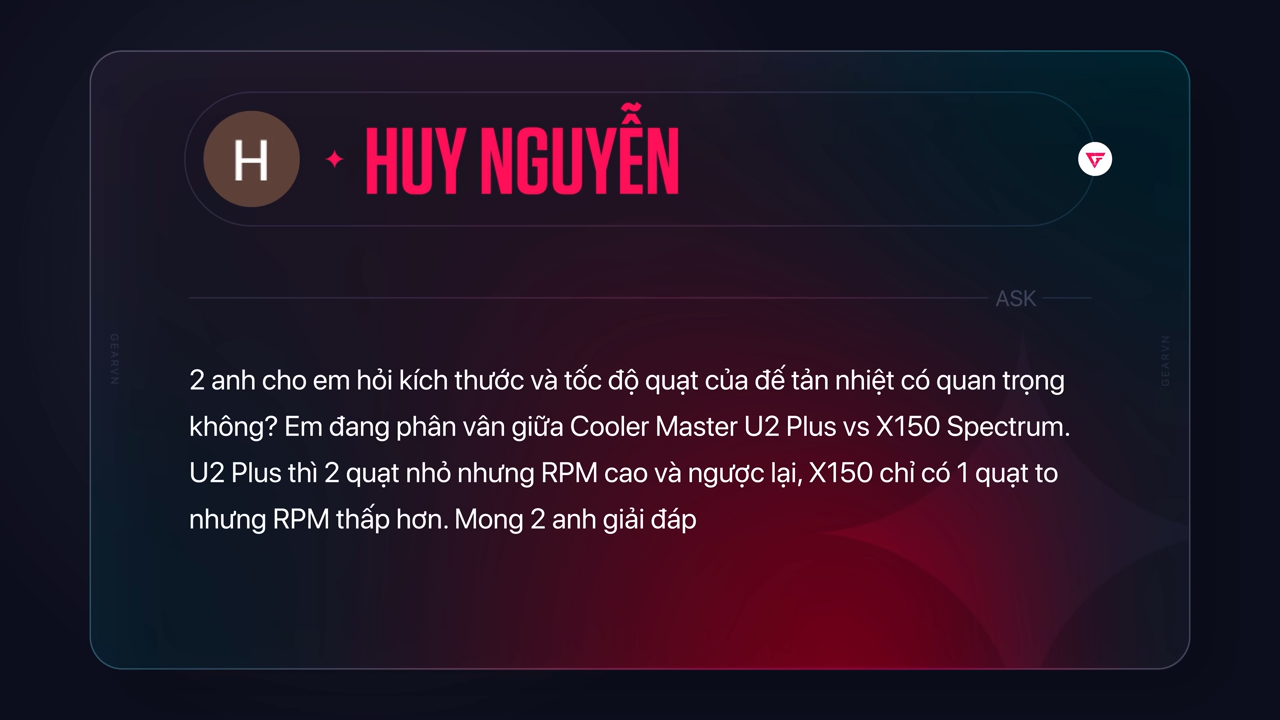 H
HUY NGUYỄN
ASK
GEARVN
GEARVN
2 anh cho em hỏi kích thước và tốc độ quạt của đế tản nhiệt có quan trọng
không? Em đang phân vân giữa Cooler Master U2 Plus vs X150 Spectrum.
U2 Plus thì 2 quạt nhỏ nhưng RPM cao và ngược lại, X150 chỉ có 1 quạt to
nhưng RPM thấp hơn. Mong 2 anh giải đáp